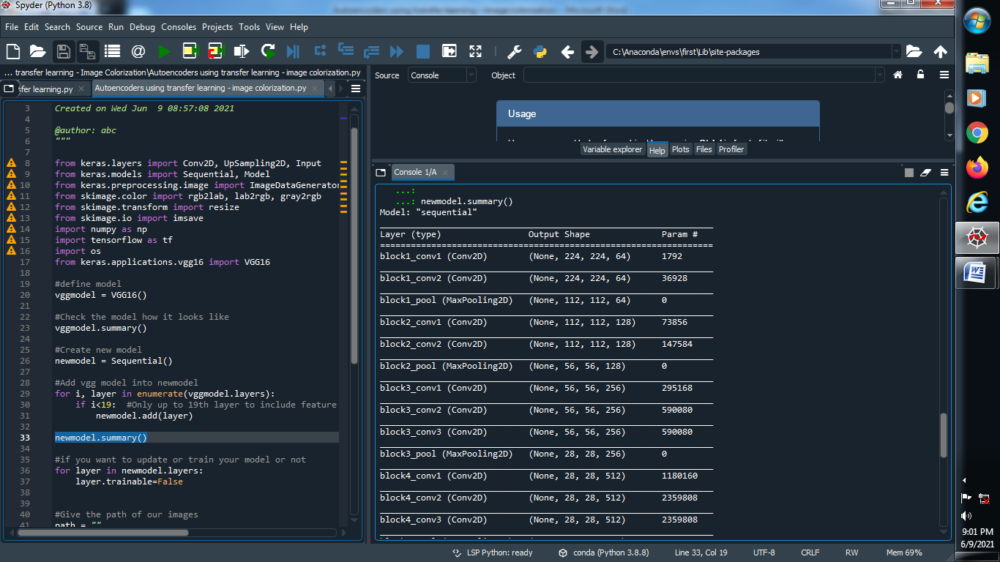 Spyder (Python 3.8)
File Edit Search Source Run Debug Consoles Projects Tools View Help
C:\Anaconda\envs\first\Lib\site-packages
... transfer learning - Image Colorization\Autoencoders using transfer learning - image colorization.py
sfer learning.py Autoencoders using transfer learning - image colorization.py
3 Created on Wed Jun  9 08:57:08 2021
4
5 @author: abc
6 """
7
8 from keras.layers import Conv2D, UpSampling2D, Input
9 from keras.models import Sequential, Model
10 from keras.preprocessing.image import ImageDataGenerator
11 from skimage.color import rgb2lab, lab2rgb, gray2rgb
12 from skimage.transform import resize
13 from skimage.io import imsave
14 import numpy as np
15 import tensorflow as tf
16 import os
17 from keras.applications.vgg16 import VGG16
18
19 #define model
20 vggmodel = VGG16()
21
22 #Check the model how it looks like
23 vggmodel.summary()
24
25 #Create new model
26 newmodel = Sequential()
27
28 #Add vgg model into newmodel
29 for i, layer in enumerate(vggmodel.layers):
30     if i<19:  #Only up to 19th layer to include feature
31         newmodel.add(layer)
32
33 newmodel.summary()
34
35 #if you want to update or train your model or not
36 for layer in newmodel.layers:
37     layer.trainable=False
38
39
40 #Give the path of our images
41 path = ""
Source Console Object
Usage
Variable explorer Help Plots Files Profiler
Console 1/A
...:
...: newmodel.summary()
Model: "sequential"
Layer (type) Output Shape Param #
=================================================================
block1_conv1 (Conv2D) (None, 224, 224, 64) 1792
block1_conv2 (Conv2D) (None, 224, 224, 64) 36928
block1_pool (MaxPooling2D) (None, 112, 112, 64) 0
block2_conv1 (Conv2D) (None, 112, 112, 128) 73856
block2_conv2 (Conv2D) (None, 112, 112, 128) 147584
block2_pool (MaxPooling2D) (None, 56, 56, 128) 0
block3_conv1 (Conv2D) (None, 56, 56, 256) 295168
block3_conv2 (Conv2D) (None, 56, 56, 256) 590080
block3_conv3 (Conv2D) (None, 56, 56, 256) 590080
block3_pool (MaxPooling2D) (None, 28, 28, 256) 0
block4_conv1 (Conv2D) (None, 28, 28, 512) 1180160
block4_conv2 (Conv2D) (None, 28, 28, 512) 2359808
block4_conv3 (Conv2D) (None, 28, 28, 512) 2359808
LSP Python: ready conda (Python 3.8.8) Line 33, Col 19 UTF-8 CRLF RW Mem 69%
9:01 PM
6/9/2021